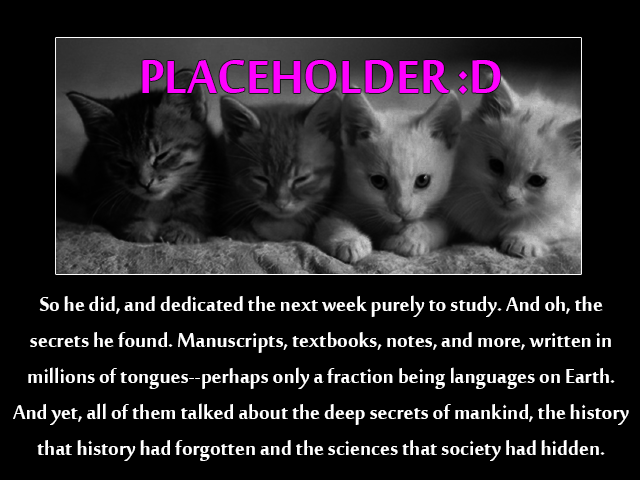 PLACEHOLDER :D
So he did, and dedicated the next week purely to study. And oh, the
secrets he found. Manuscripts, textbooks, notes, and more, written in
millions of tongues--perhaps only a fraction being languages on Earth.
And yet, all of them talked about the deep secrets of mankind, the history
that history had forgotten and the sciences that society had hidden.